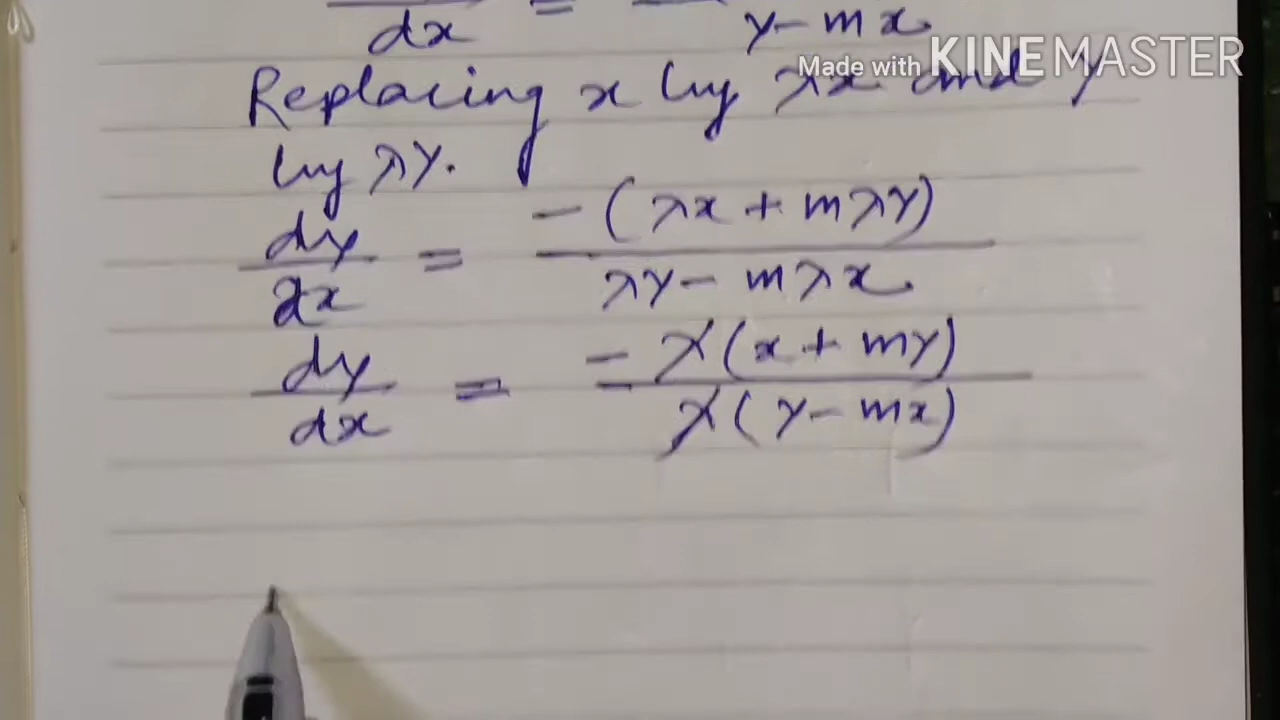 dx = y - mx
Made with KINEMASTER
Replacing x by λx and y
by λy.
dy/dx = -(λx + mλy)/(λy - mλx)
dy/dx = -λ(x + my)/λ(y - mx)